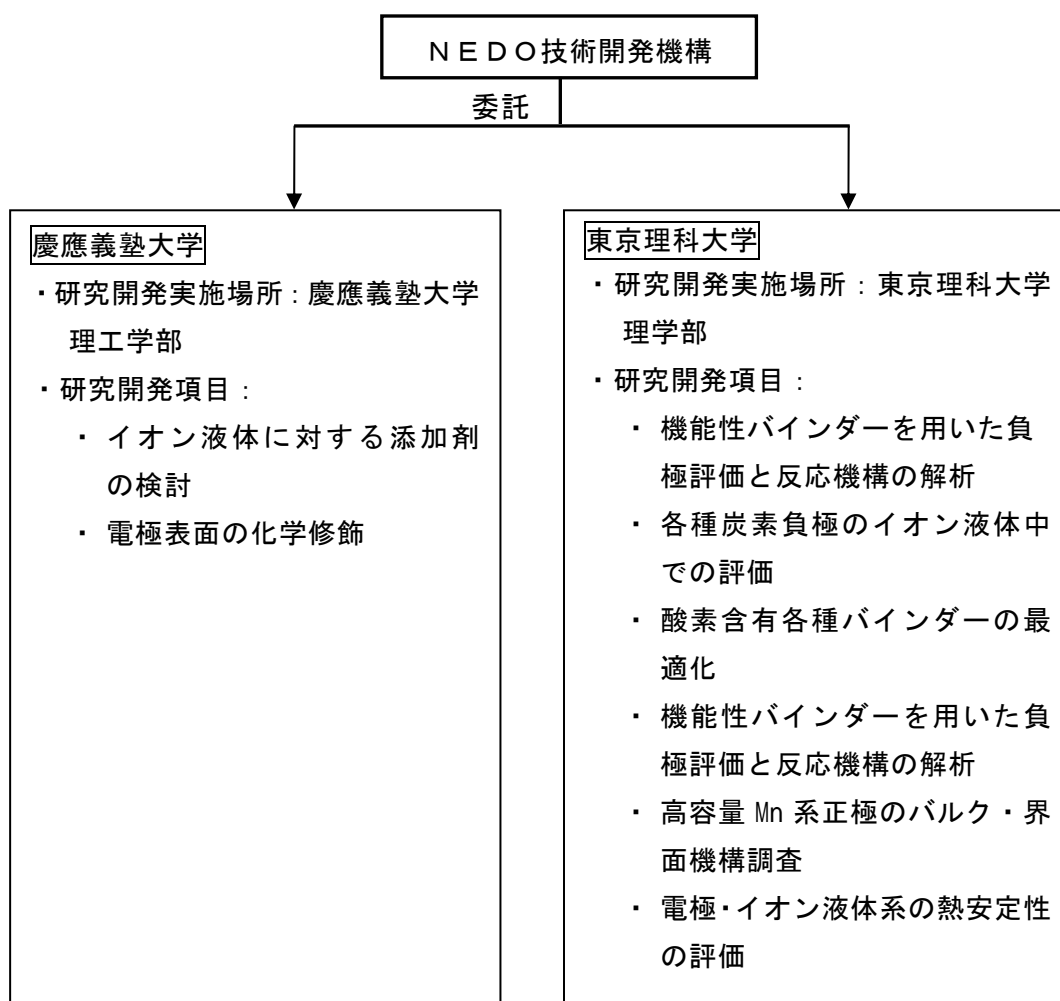 ＮＥＤＯ技術開発機構
委託
慶應義塾大学
・研究開発実施場所：慶應義塾大学
理工学部
・研究開発項目：
・ イオン液体に対する添加剤
の検討
・ 電極表面の化学修飾
東京理科大学
・研究開発実施場所：東京理科大学
理学部
・研究開発項目：
・ 機能性バインダーを用いた負
極評価と反応機構の解析
・ 各種炭素負極のイオン液体中
での評価
・ 酸素含有各種バインダーの最
適化
・ 機能性バインダーを用いた負
極評価と反応機構の解析
・ 高容量 Mn 系正極のバルク・界
面機構調査
・ 電極・イオン液体系の熱安定性
の評価